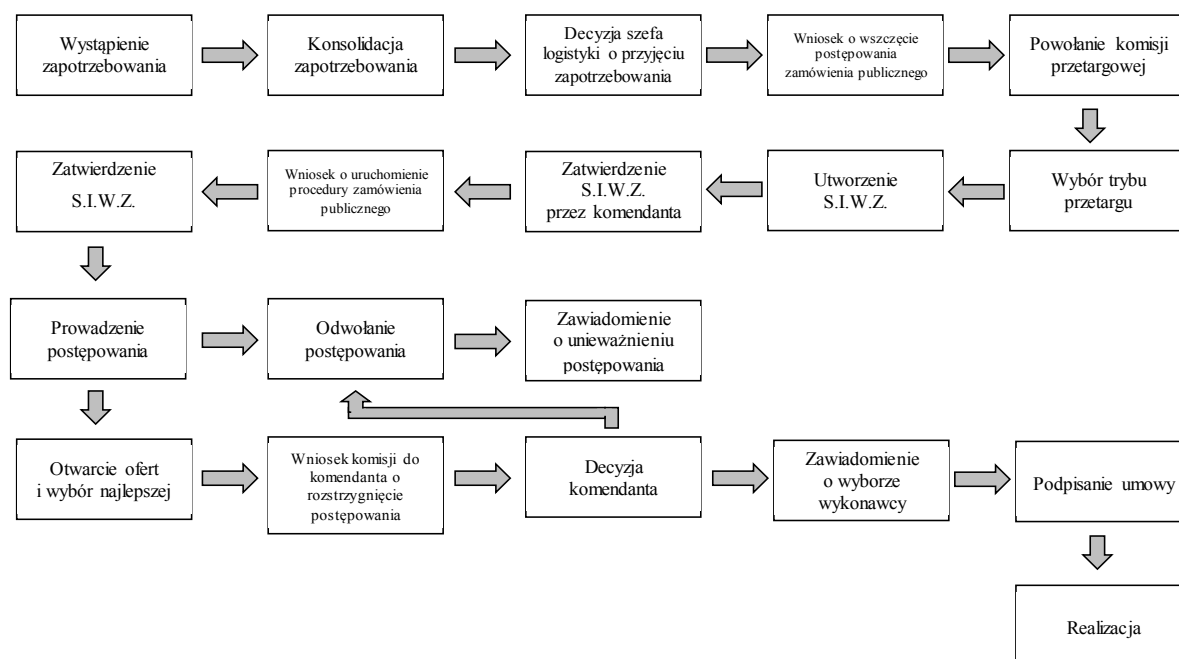 Wystąpienie
zapotrzebowania
Konsolidacja
zapotrzebowania
Decyzja szefa
logistyki o przyjęciu
zapotrzebowania
Wniosek o wszczęcie
postępowania
zamówienia publicznego
Powołanie komisji
przetargowej
Zatwierdzenie
S.I.W.Z.
Wniosek o uruchomienie
procedury zamówienia
publicznego
Zatwierdzenie
S.I.W.Z.
przez komendanta
Utworzenie
S.I.W.Z.
Wybór trybu
przetargu
Prowadzenie
postępowania
Odwołanie
postępowania
Zawiadomienie
o unieważnieniu
postępowania
Otwarcie ofert
i wybór najlepszej
Wniosek komisji do
komendanta o
rozstrzygnięcie
postępowania
Decyzja
komendanta
Zawiadomienie
o wyborze
wykonawcy
Podpisanie umowy
Realizacja